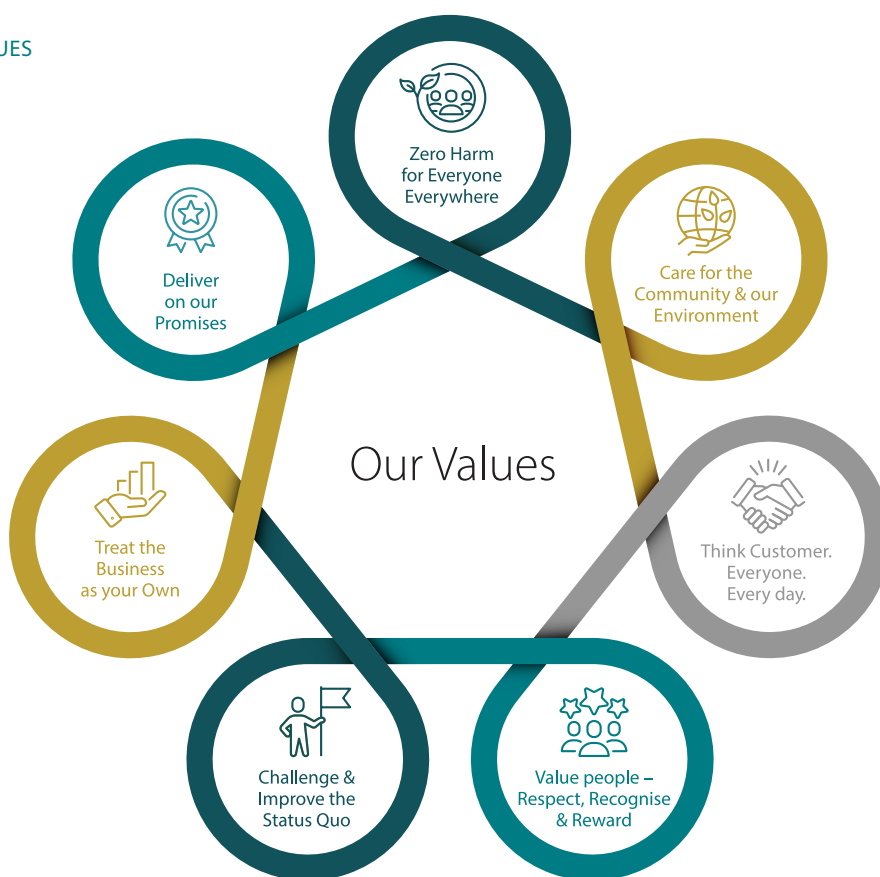 Zero Harm
for Everyone
Everywhere
Deliver
on our
Promises
Care for the
Community & our
Environment
Our Values
Treat the
Business
as your Own
Think Customer.
Everyone.
Every day.
Challenge &
Improve the
Status Quo
Value people –
Respect, Recognise
& Reward